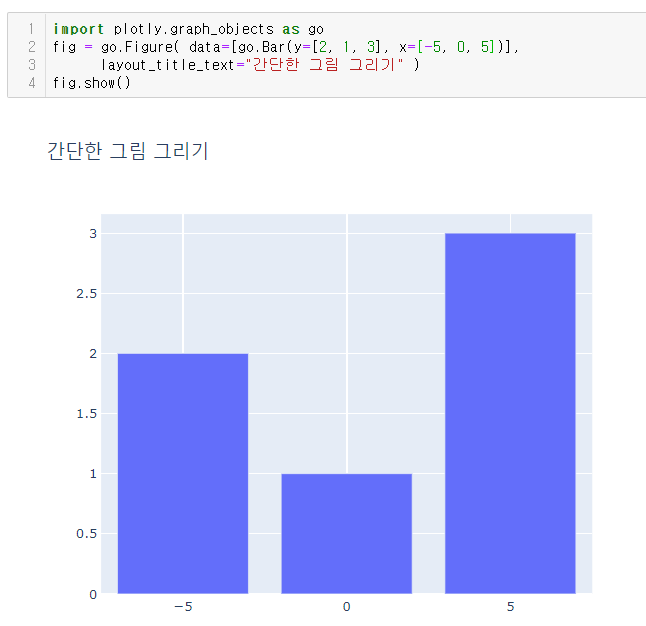 1 import plotly.graph_objects as go
2 fig = go.Figure( data=[go.Bar(y=[2, 1, 3], x=[-5, 0, 5])],
3 layout_title_text="간단한 그림 그리기" )
4 fig.show()
간단한 그림 그리기
3
2.5
2
1.5
1
0.5
0
−5 0 5